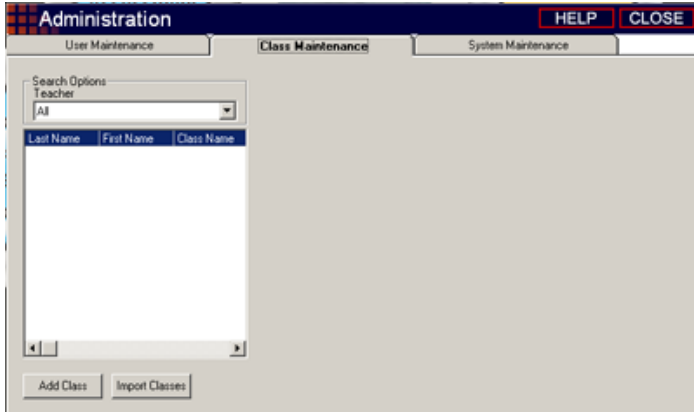 Administration HELP CLOSE
User Maintenance Class Maintenance System Maintenance
Search Options
Teacher
All
Last Name First Name Class Name
Add Class Import Classes